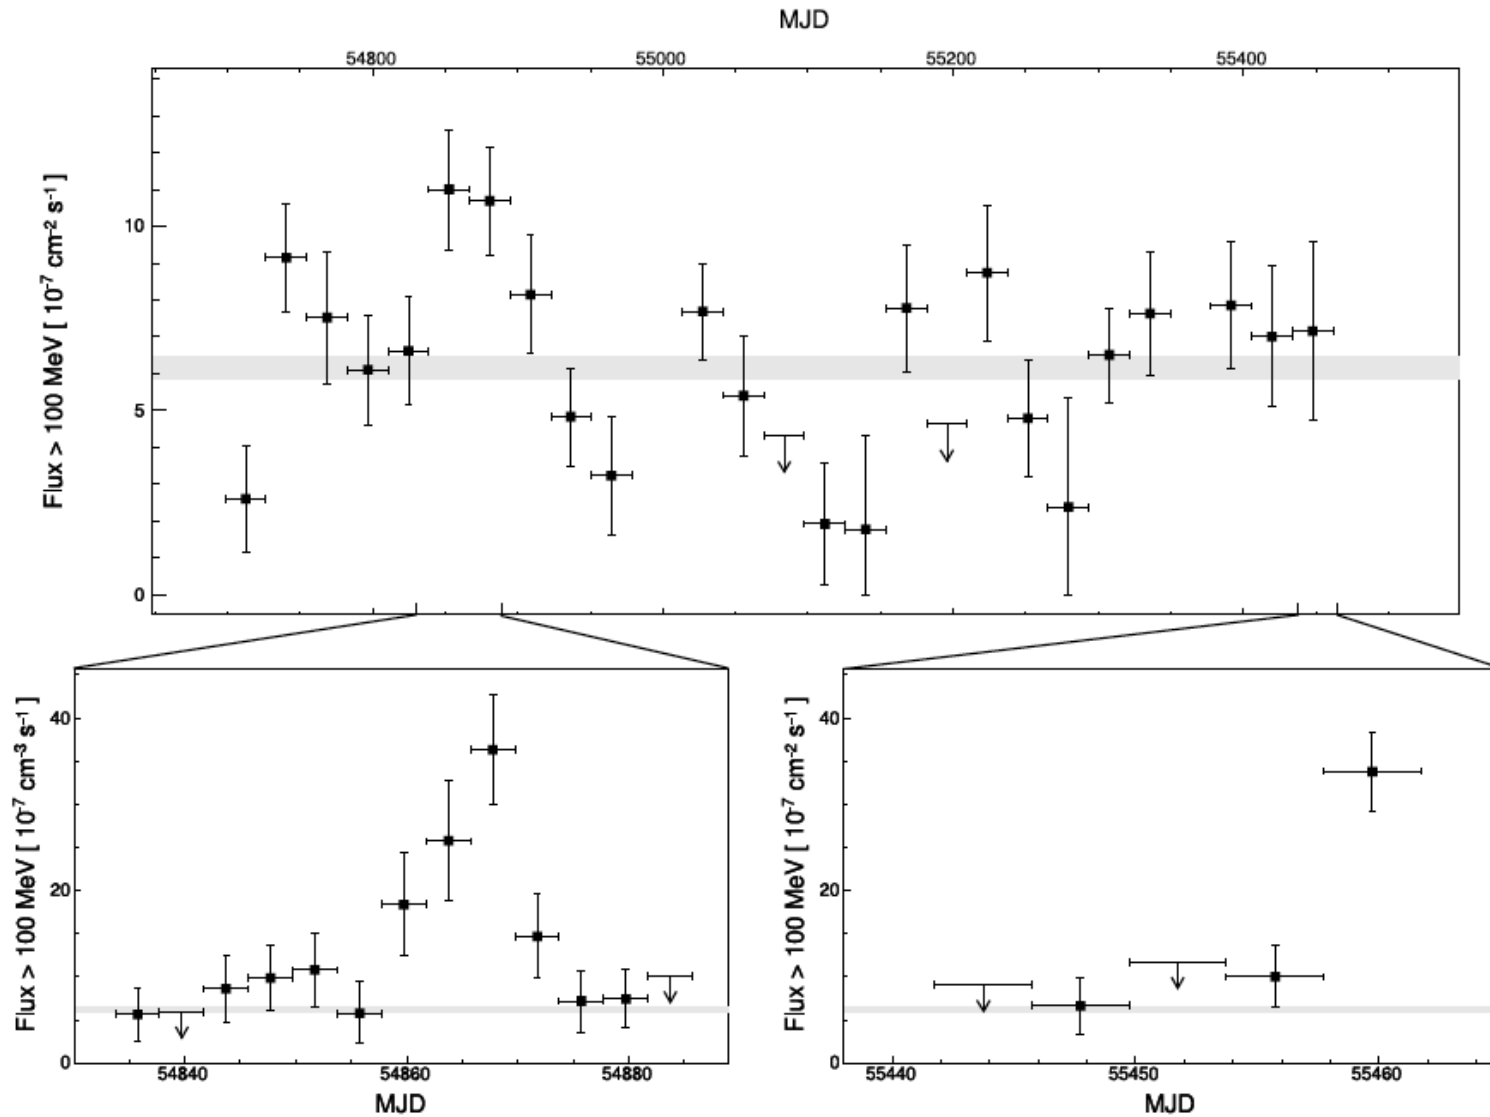 MJD
54800 55000 55200 55400
Flux > 100 MeV [ 10⁻⁷ cm⁻² s⁻¹ ]
10
5
0
Flux > 100 MeV [ 10⁻⁷ cm⁻³ s⁻¹ ]
40
20
0
54840 54860 54880
MJD
Flux > 100 MeV [ 10⁻⁷ cm⁻² s⁻¹ ]
40
20
0
55440 55450 55460
MJD